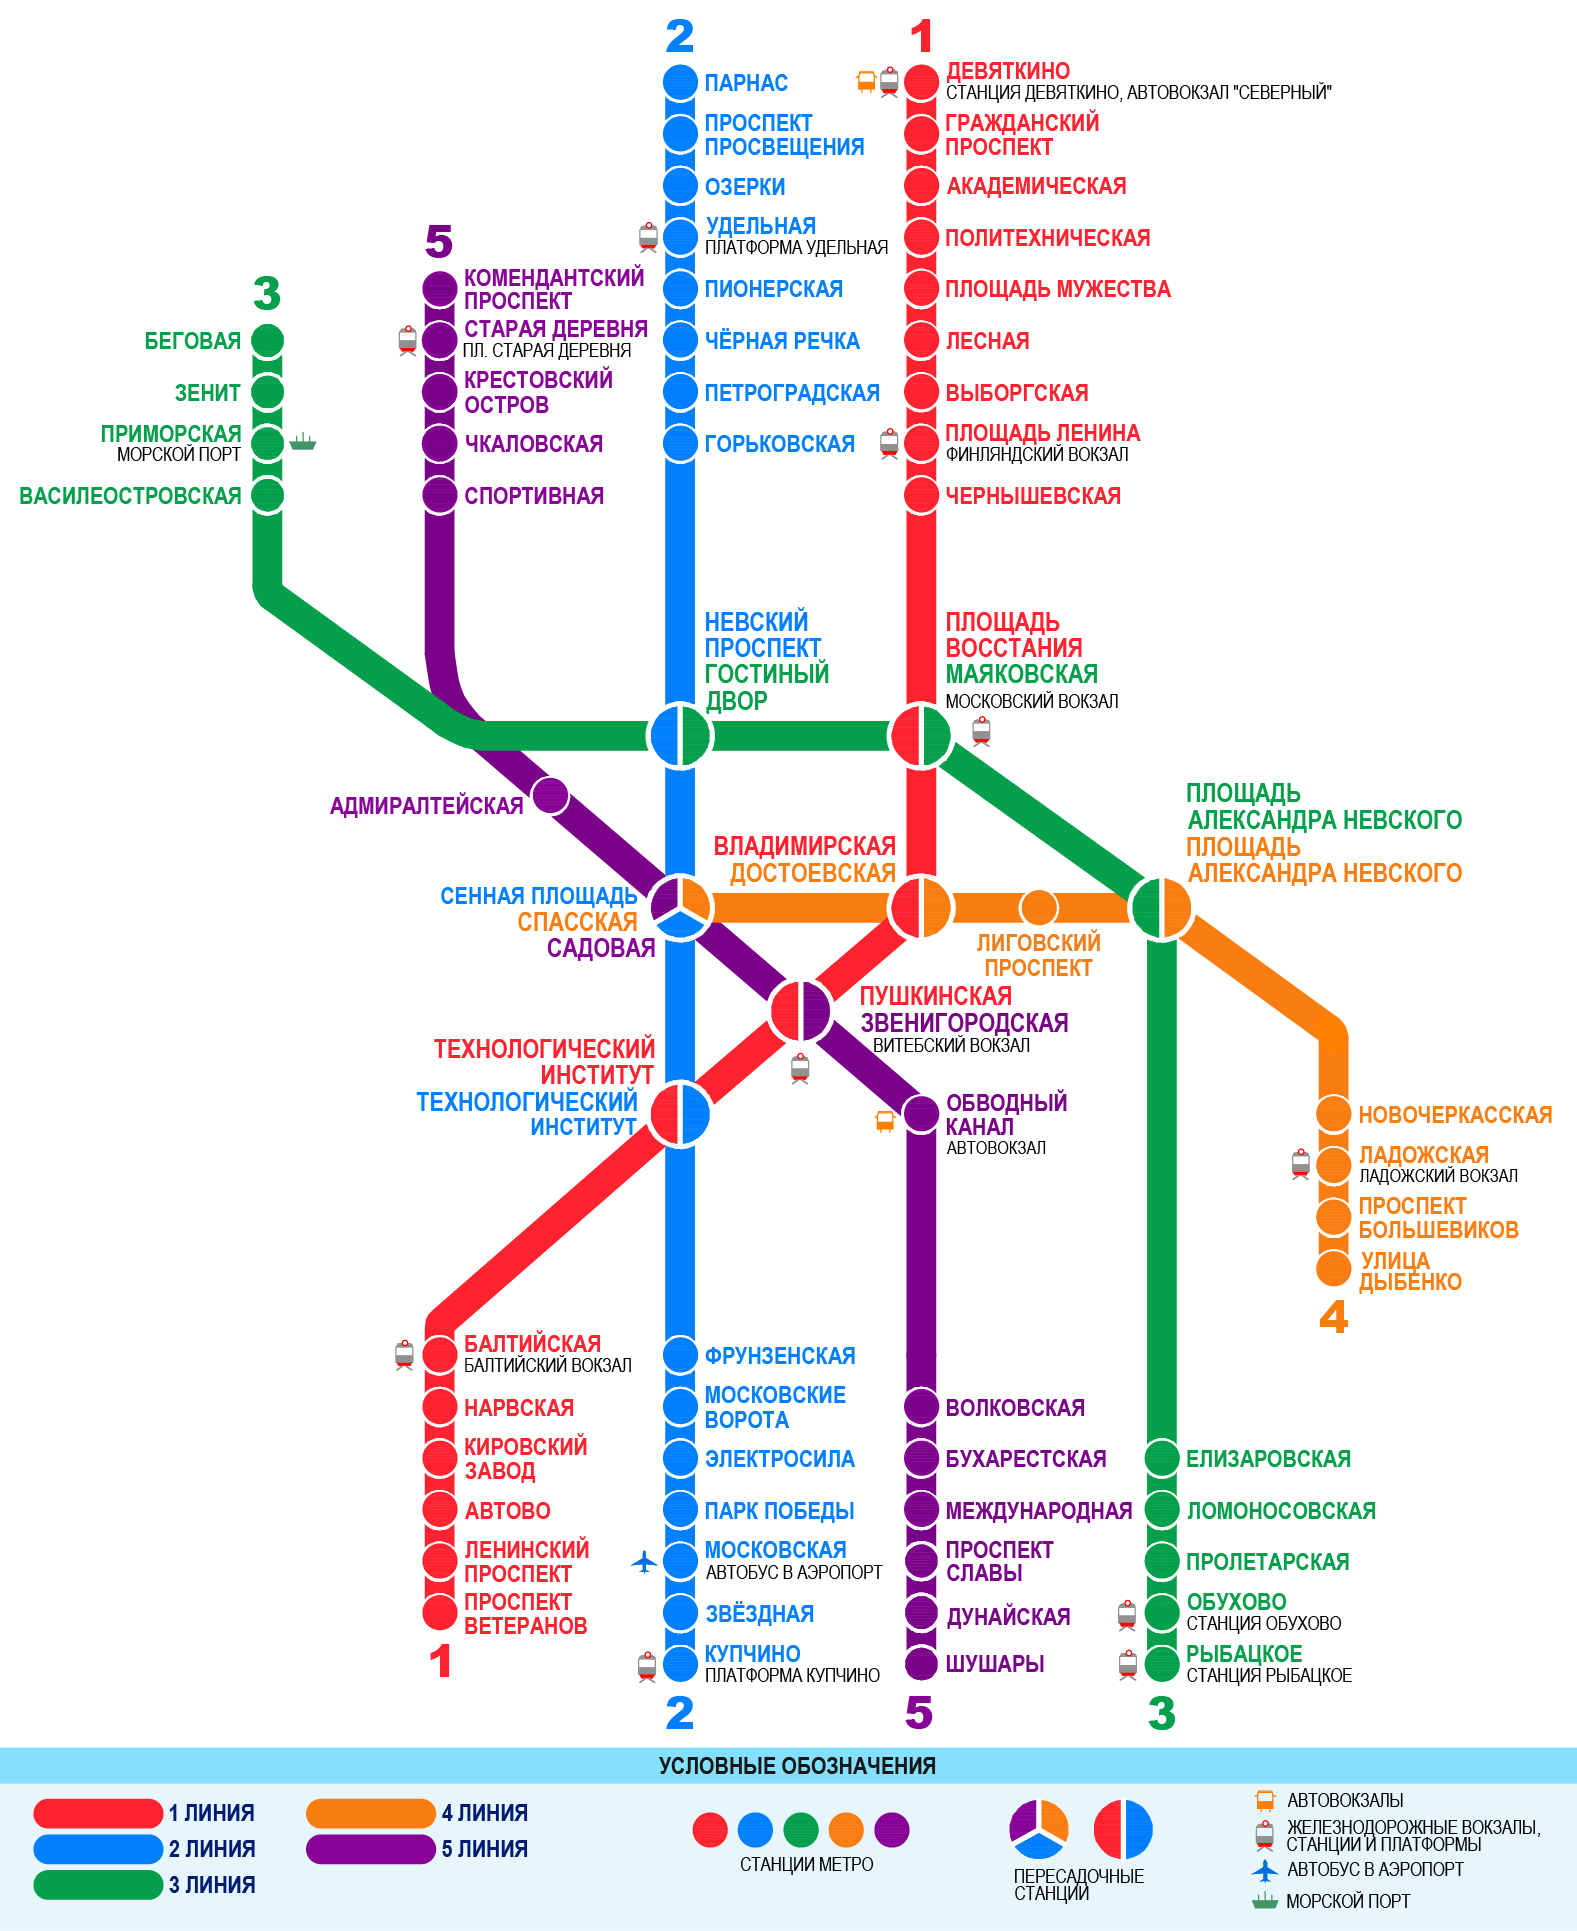 2
ПАРНАС
ПРОСПЕКТ
ПРОСВЕЩЕНИЯ
ОЗЕРКИ
УДЕЛЬНАЯ
ПЛАТФОРМА УДЕЛЬНАЯ
ПИОНЕРСКАЯ
ЧЁРНАЯ РЕЧКА
ПЕТРОГРАДСКАЯ
ГОРЬКОВСКАЯ
1
ДЕВЯТКИНО
СТАНЦИЯ ДЕВЯТКИНО, АВТОВОКЗАЛ "СЕВЕРНЫЙ"
ГРАЖДАНСКИЙ
ПРОСПЕКТ
АКАДЕМИЧЕСКАЯ
ПОЛИТЕХНИЧЕСКАЯ
ПЛОЩАДЬ МУЖЕСТВА
ЛЕСНАЯ
ВЫБОРГСКАЯ
ПЛОЩАДЬ ЛЕНИНА
ФИНЛЯНДСКИЙ ВОКЗАЛ
ЧЕРНЫШЕВСКАЯ
5
КОМЕНДАНТСКИЙ
ПРОСПЕКТ
СТАРАЯ ДЕРЕВНЯ
ПЛ. СТАРАЯ ДЕРЕВНЯ
КРЕСТОВСКИЙ
ОСТРОВ
ЧКАЛОВСКАЯ
СПОРТИВНАЯ
3
БЕГОВАЯ
ЗЕНИТ
ПРИМОРСКАЯ
МОРСКОЙ ПОРТ
ВАСИЛЕОСТРОВСКАЯ
НЕВСКИЙ
ПРОСПЕКТ
ГОСТИНЫЙ
ДВОР
ПЛОЩАДЬ
ВОССТАНИЯ
МАЯКОВСКАЯ
МОСКОВСКИЙ ВОКЗАЛ
АДМИРАЛТЕЙСКАЯ
ВЛАДИМИРСКАЯ
ДОСТОЕВСКАЯ
ПЛОЩАДЬ
АЛЕКСАНДРА НЕВСКОГО
ПЛОЩАДЬ
АЛЕКСАНДРА НЕВСКОГО
СЕННАЯ ПЛОЩАДЬ
СПАССКАЯ
САДОВАЯ
ЛИГОВСКИЙ
ПРОСПЕКТ
ПУШКИНСКАЯ
ЗВЕНИГОРОДСКАЯ
ВИТЕБСКИЙ ВОКЗАЛ
ТЕХНОЛОГИЧЕСКИЙ
ИНСТИТУТ
ТЕХНОЛОГИЧЕСКИЙ
ИНСТИТУТ
ОБВОДНЫЙ
КАНАЛ
АВТОВОКЗАЛ
НОВОЧЕРКАССКАЯ
ЛАДОЖСКАЯ
ЛАДОЖСКИЙ ВОКЗАЛ
ПРОСПЕКТ
БОЛЬШЕВИКОВ
УЛИЦА
ДЫБЕНКО
4
БАЛТИЙСКАЯ
БАЛТИЙСКИЙ ВОКЗАЛ
НАРВСКАЯ
КИРОВСКИЙ
ЗАВОД
АВТОВО
ЛЕНИНСКИЙ
ПРОСПЕКТ
ПРОСПЕКТ
ВЕТЕРАНОВ
1
ФРУНЗЕНСКАЯ
МОСКОВСКИЕ
ВОРОТА
ЭЛЕКТРОСИЛА
ПАРК ПОБЕДЫ
МОСКОВСКАЯ
АВТОБУС В АЭРОПОРТ
ЗВЁЗДНАЯ
КУПЧИНО
ПЛАТФОРМА КУПЧИНО
2
ВОЛКОВСКАЯ
БУХАРЕСТСКАЯ
МЕЖДУНАРОДНАЯ
ПРОСПЕКТ
СЛАВЫ
ДУНАЙСКАЯ
ШУШАРЫ
5
ЕЛИЗАРОВСКАЯ
ЛОМОНОСОВСКАЯ
ПРОЛЕТАРСКАЯ
ОБУХОВО
СТАНЦИЯ ОБУХОВО
РЫБАЦКОЕ
СТАНЦИЯ РЫБАЦКОЕ
3
УСЛОВНЫЕ ОБОЗНАЧЕНИЯ
1 ЛИНИЯ
2 ЛИНИЯ
3 ЛИНИЯ
4 ЛИНИЯ
5 ЛИНИЯ
СТАНЦИИ МЕТРО
ПЕРЕСАДОЧНЫЕ
СТАНЦИИ
АВТОВОКЗАЛЫ
ЖЕЛЕЗНОДОРОЖНЫЕ ВОКЗАЛЫ,
СТАНЦИИ И ПЛАТФОРМЫ
АВТОБУС В АЭРОПОРТ
МОРСКОЙ ПОРТ